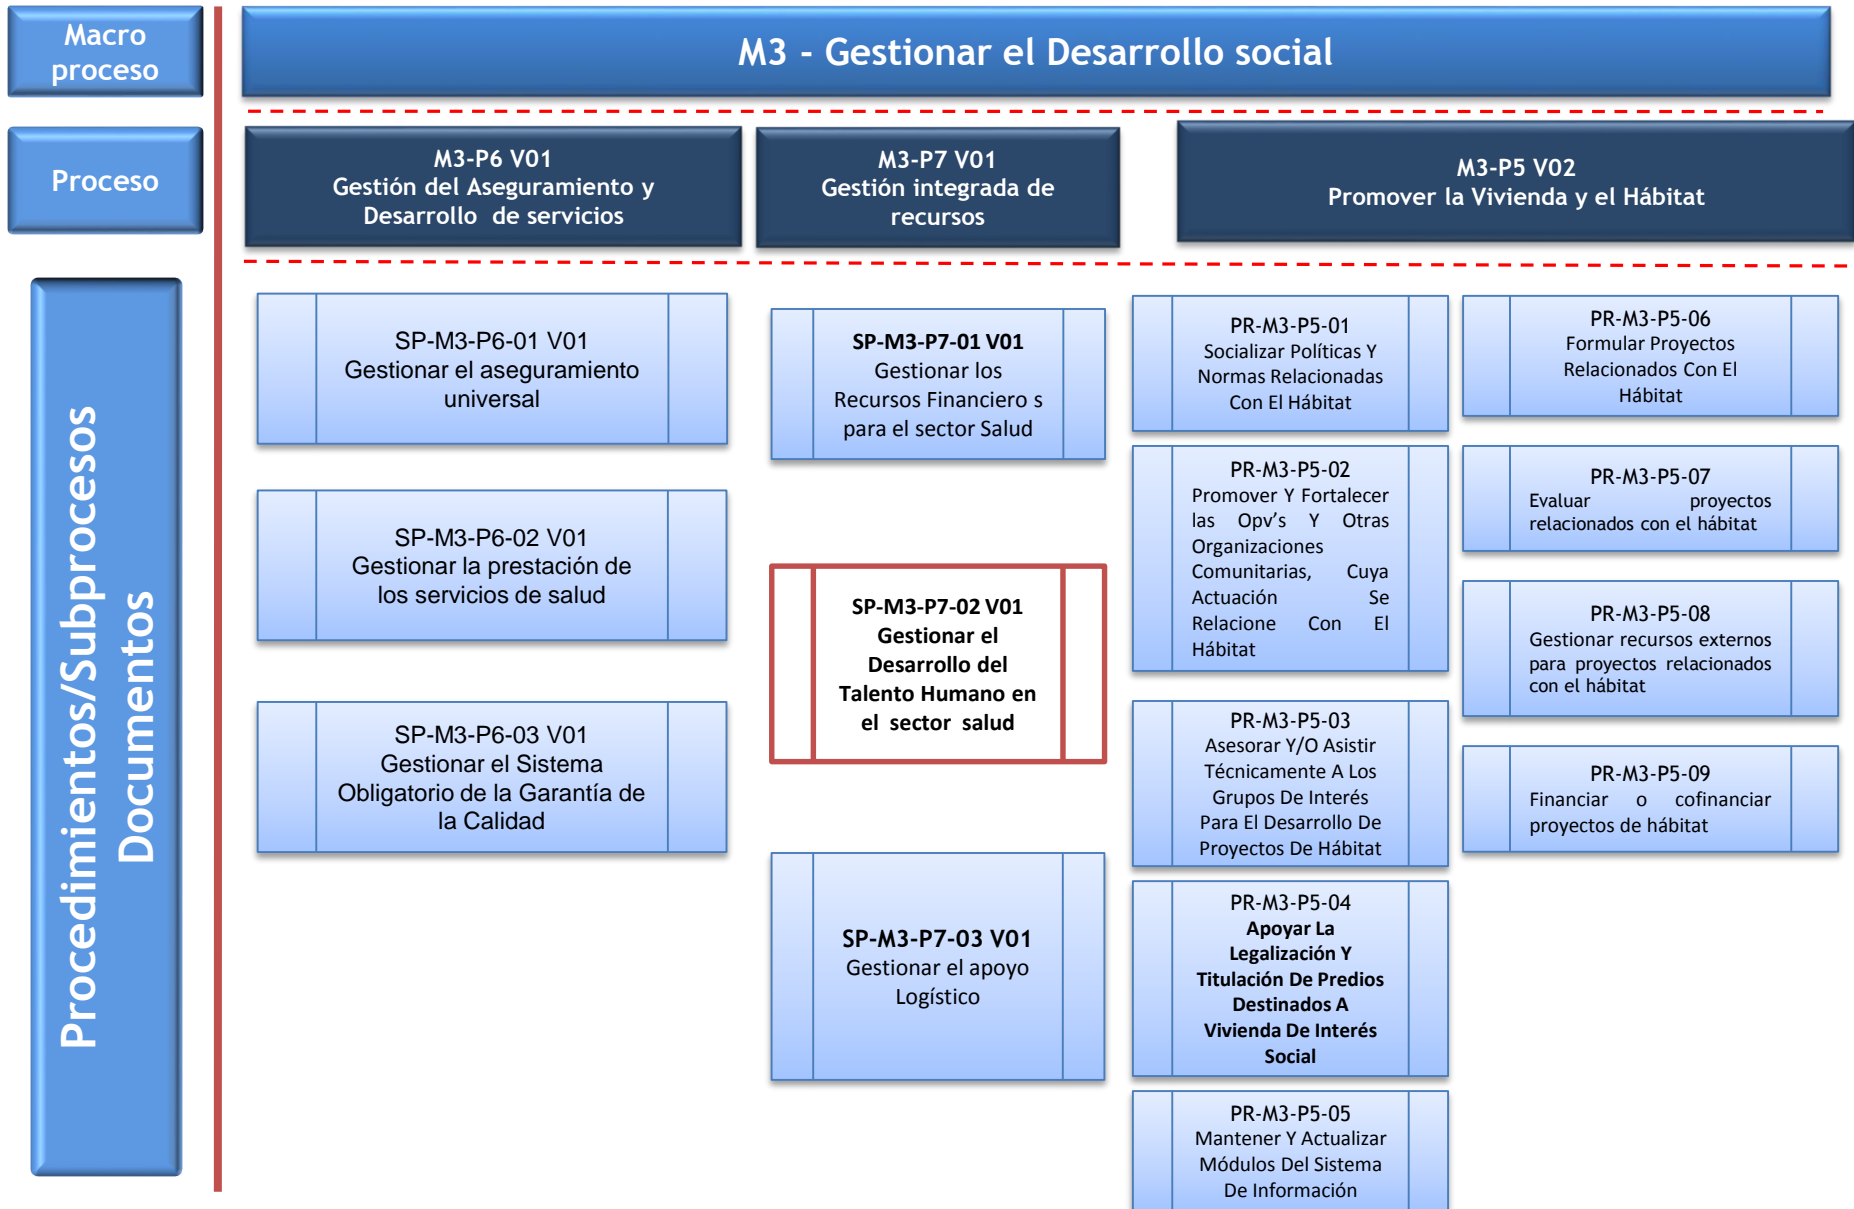 Macro
proceso
M3 - Gestionar el Desarrollo social
Proceso
M3-P6 V01
Gestión del Aseguramiento y
Desarrollo de servicios
M3-P7 V01
Gestión integrada de
recursos
M3-P5 V02
Promover la Vivienda y el Hábitat
Procedimientos/Subprocesos
Documentos
SP-M3-P6-01 V01
Gestionar el aseguramiento
universal
SP-M3-P6-02 V01
Gestionar la prestación de
los servicios de salud
SP-M3-P6-03 V01
Gestionar el Sistema
Obligatorio de la Garantía de
la Calidad
SP-M3-P7-01 V01
Gestionar los
Recursos Financiero s
para el sector Salud
SP-M3-P7-02 V01
Gestionar el
Desarrollo del
Talento Humano en
el sector salud
SP-M3-P7-03 V01
Gestionar el apoyo
Logístico
PR-M3-P5-01
Socializar Políticas Y
Normas Relacionadas
Con El Hábitat
PR-M3-P5-02
Promover Y Fortalecer
las Opv’s Y Otras
Organizaciones
Comunitarias, Cuya
Actuación Se
Relacione Con El
Hábitat
PR-M3-P5-03
Asesorar Y/O Asistir
Técnicamente A Los
Grupos De Interés
Para El Desarrollo De
Proyectos De Hábitat
PR-M3-P5-04
Apoyar La
Legalización Y
Titulación De Predios
Destinados A
Vivienda De Interés
Social
PR-M3-P5-05
Mantener Y Actualizar
Módulos Del Sistema
De Información
PR-M3-P5-06
Formular Proyectos
Relacionados Con El
Hábitat
PR-M3-P5-07
Evaluar proyectos
relacionados con el hábitat
PR-M3-P5-08
Gestionar recursos externos
para proyectos relacionados
con el hábitat
PR-M3-P5-09
Financiar o cofinanciar
proyectos de hábitat